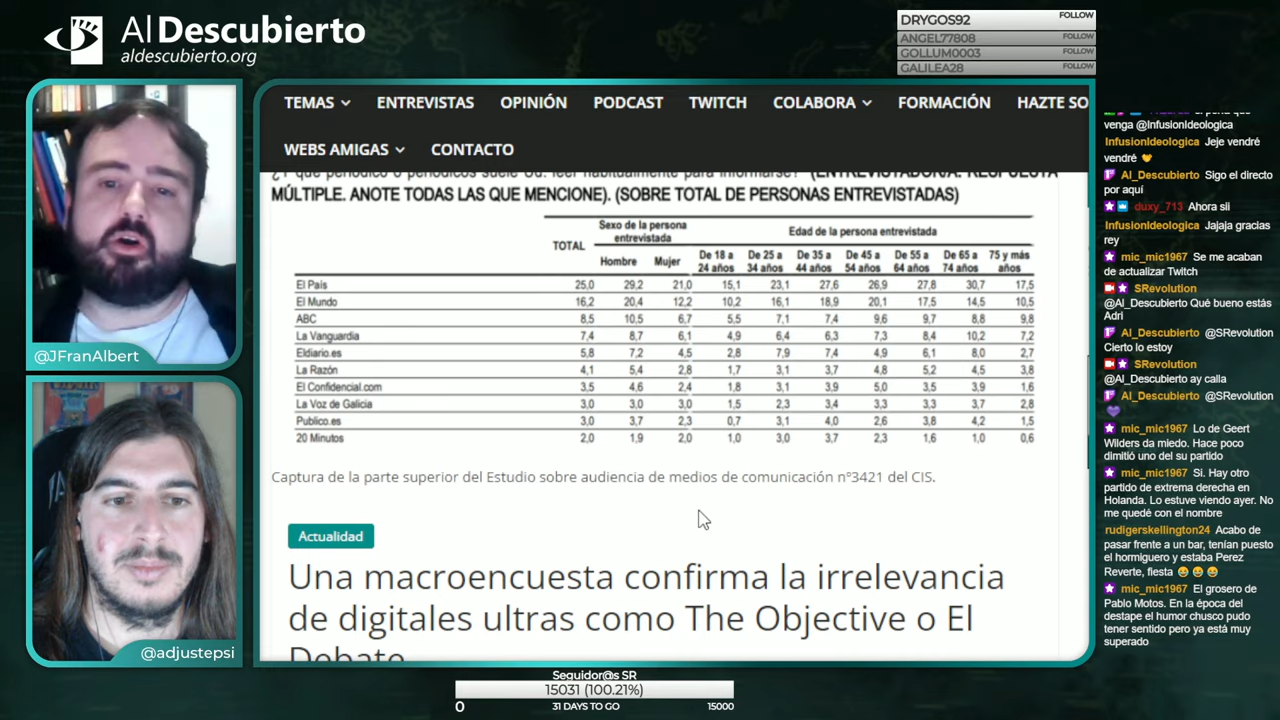 Al Descubierto
aldescubierto.org
DRYGOS92 FOLLOW
ANGEL77808 FOLLOW
GOLLUM0003 FOLLOW
GALILEA28 FOLLOW
TEMAS ENTREVISTAS OPINIÓN PODCAST TWITCH COLABORA FORMACIÓN HAZTE SO
WEBS AMIGAS CONTACTO
¿Y qué periódico o periódicos suele Ud. leer habitualmente para informarse? (ENTREVISTADOR/A: RESPUESTA
MÚLTIPLE. ANOTE TODAS LAS QUE MENCIONE). (SOBRE TOTAL DE PERSONAS ENTREVISTADAS)
TOTAL
Sexo de la persona
entrevistada
Edad de la persona entrevistada
Hombre Mujer
De 18 a
24 años
De 25 a
34 años
De 35 a
44 años
De 45 a
54 años
De 55 a
64 años
De 65 a
74 años
75 y más
años
El País 25,0 29,2 21,0 15,1 23,1 27,6 26,9 27,8 30,7 17,5
El Mundo 16,2 20,4 12,2 10,2 16,1 18,9 20,1 17,5 14,5 10,5
ABC 8,5 10,5 6,7 5,5 7,1 7,4 9,6 9,7 8,8 9,8
La Vanguardia 7,4 8,7 6,1 4,9 6,4 6,3 7,3 8,4 10,2 7,2
Eldiario.es 5,8 7,2 4,5 2,8 7,9 7,4 4,9 6,1 8,0 2,7
La Razón 4,1 5,4 2,8 1,7 3,1 3,7 4,8 5,2 4,5 3,8
El Confidencial.com 3,5 4,6 2,4 1,8 3,1 3,9 5,0 3,5 3,9 1,6
La Voz de Galicia 3,0 3,0 3,0 1,5 2,3 3,4 3,3 3,3 3,7 2,8
Publico.es 3,0 3,7 2,3 0,7 3,1 4,0 2,6 3,8 4,2 1,5
20 Minutos 2,0 1,9 2,0 1,0 3,0 3,7 2,3 1,6 1,0 0,6
Captura de la parte superior del Estudio sobre audiencia de medios de comunicación nº3421 del CIS.
Actualidad
Una macroencuesta confirma la irrelevancia
de digitales ultras como The Objective o El
Debate
@JFranAlbert
@adjustepsi
venga @InfusionIdeologica
InfusionIdeologica Jeje vendré
vendré
Al_Descubierto Sigo el directo
por aquí
duxy_713 Ahora sii
InfusionIdeologica Jajaja gracias
rey
mic_mic1967 Se me acaban
de actualizar Twitch
SRevolution
@Al_Descubierto Qué bueno estás
Adri
Al_Descubierto @SRevolution
Cierto lo estoy
SRevolution
@Al_Descubierto ay calla
Al_Descubierto @SRevolution
mic_mic1967 Lo de Geert
Wilders da miedo. Hace poco
dimitió uno del su partido
mic_mic1967 Si. Hay otro
partido de extrema derecha en
Holanda. Lo estuve viendo ayer. No
me quedé con el nombre
rudigerskellington24 Acabo de
pasar frente a un bar, tenían puesto
el hormiguero y estaba Perez
Reverte, fiesta 😂😂😂
mic_mic1967 El grosero de
Pablo Motos. En la época del
destape el humor chusco pudo
tener sentido pero ya está muy
superado
Seguidor@s SR
15031 (100.21%)
0 31 DAYS TO GO 15000